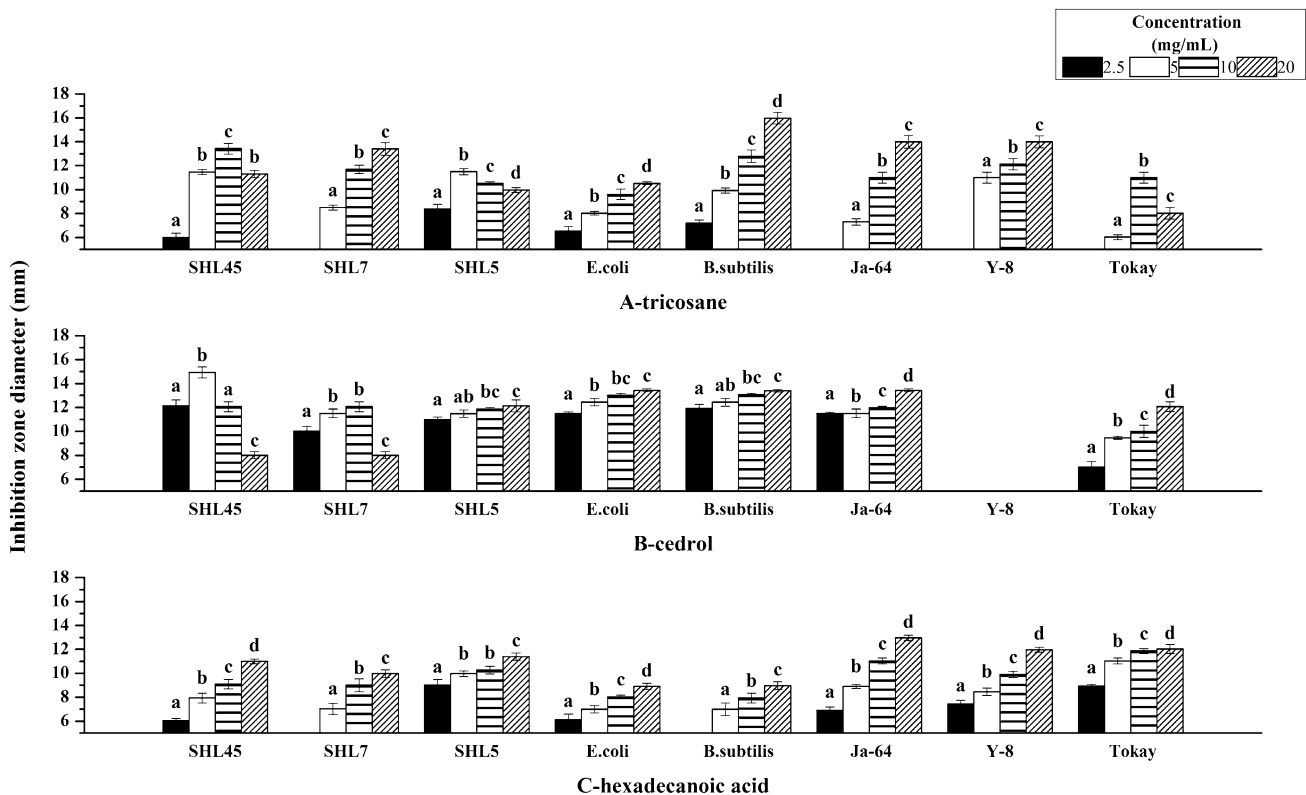 Concentration
(mg/mL)
2.5 5 10 20
Inhibition zone diameter (mm)
18
16
14
12
10
8
6
a b c b
a b c
a b c d
a b c d
a b c d
a b c
a b c
a b c
SHL45 SHL7 SHL5 E.coli B.subtilis Ja-64 Y-8 Tokay
A-tricosane
18
16
14
12
10
8
6
a b a c
a b b c
a ab bc c
a b bc c
a ab bc c
a b c d
a b c d
SHL45 SHL7 SHL5 E.coli B.subtilis Ja-64 Y-8 Tokay
B-cedrol
18
16
14
12
10
8
6
a b c d
a b c
a b b c
a b c d
a b c
a b c d
a b c d
a b c d
SHL45 SHL7 SHL5 E.coli B.subtilis Ja-64 Y-8 Tokay
C-hexadecanoic acid